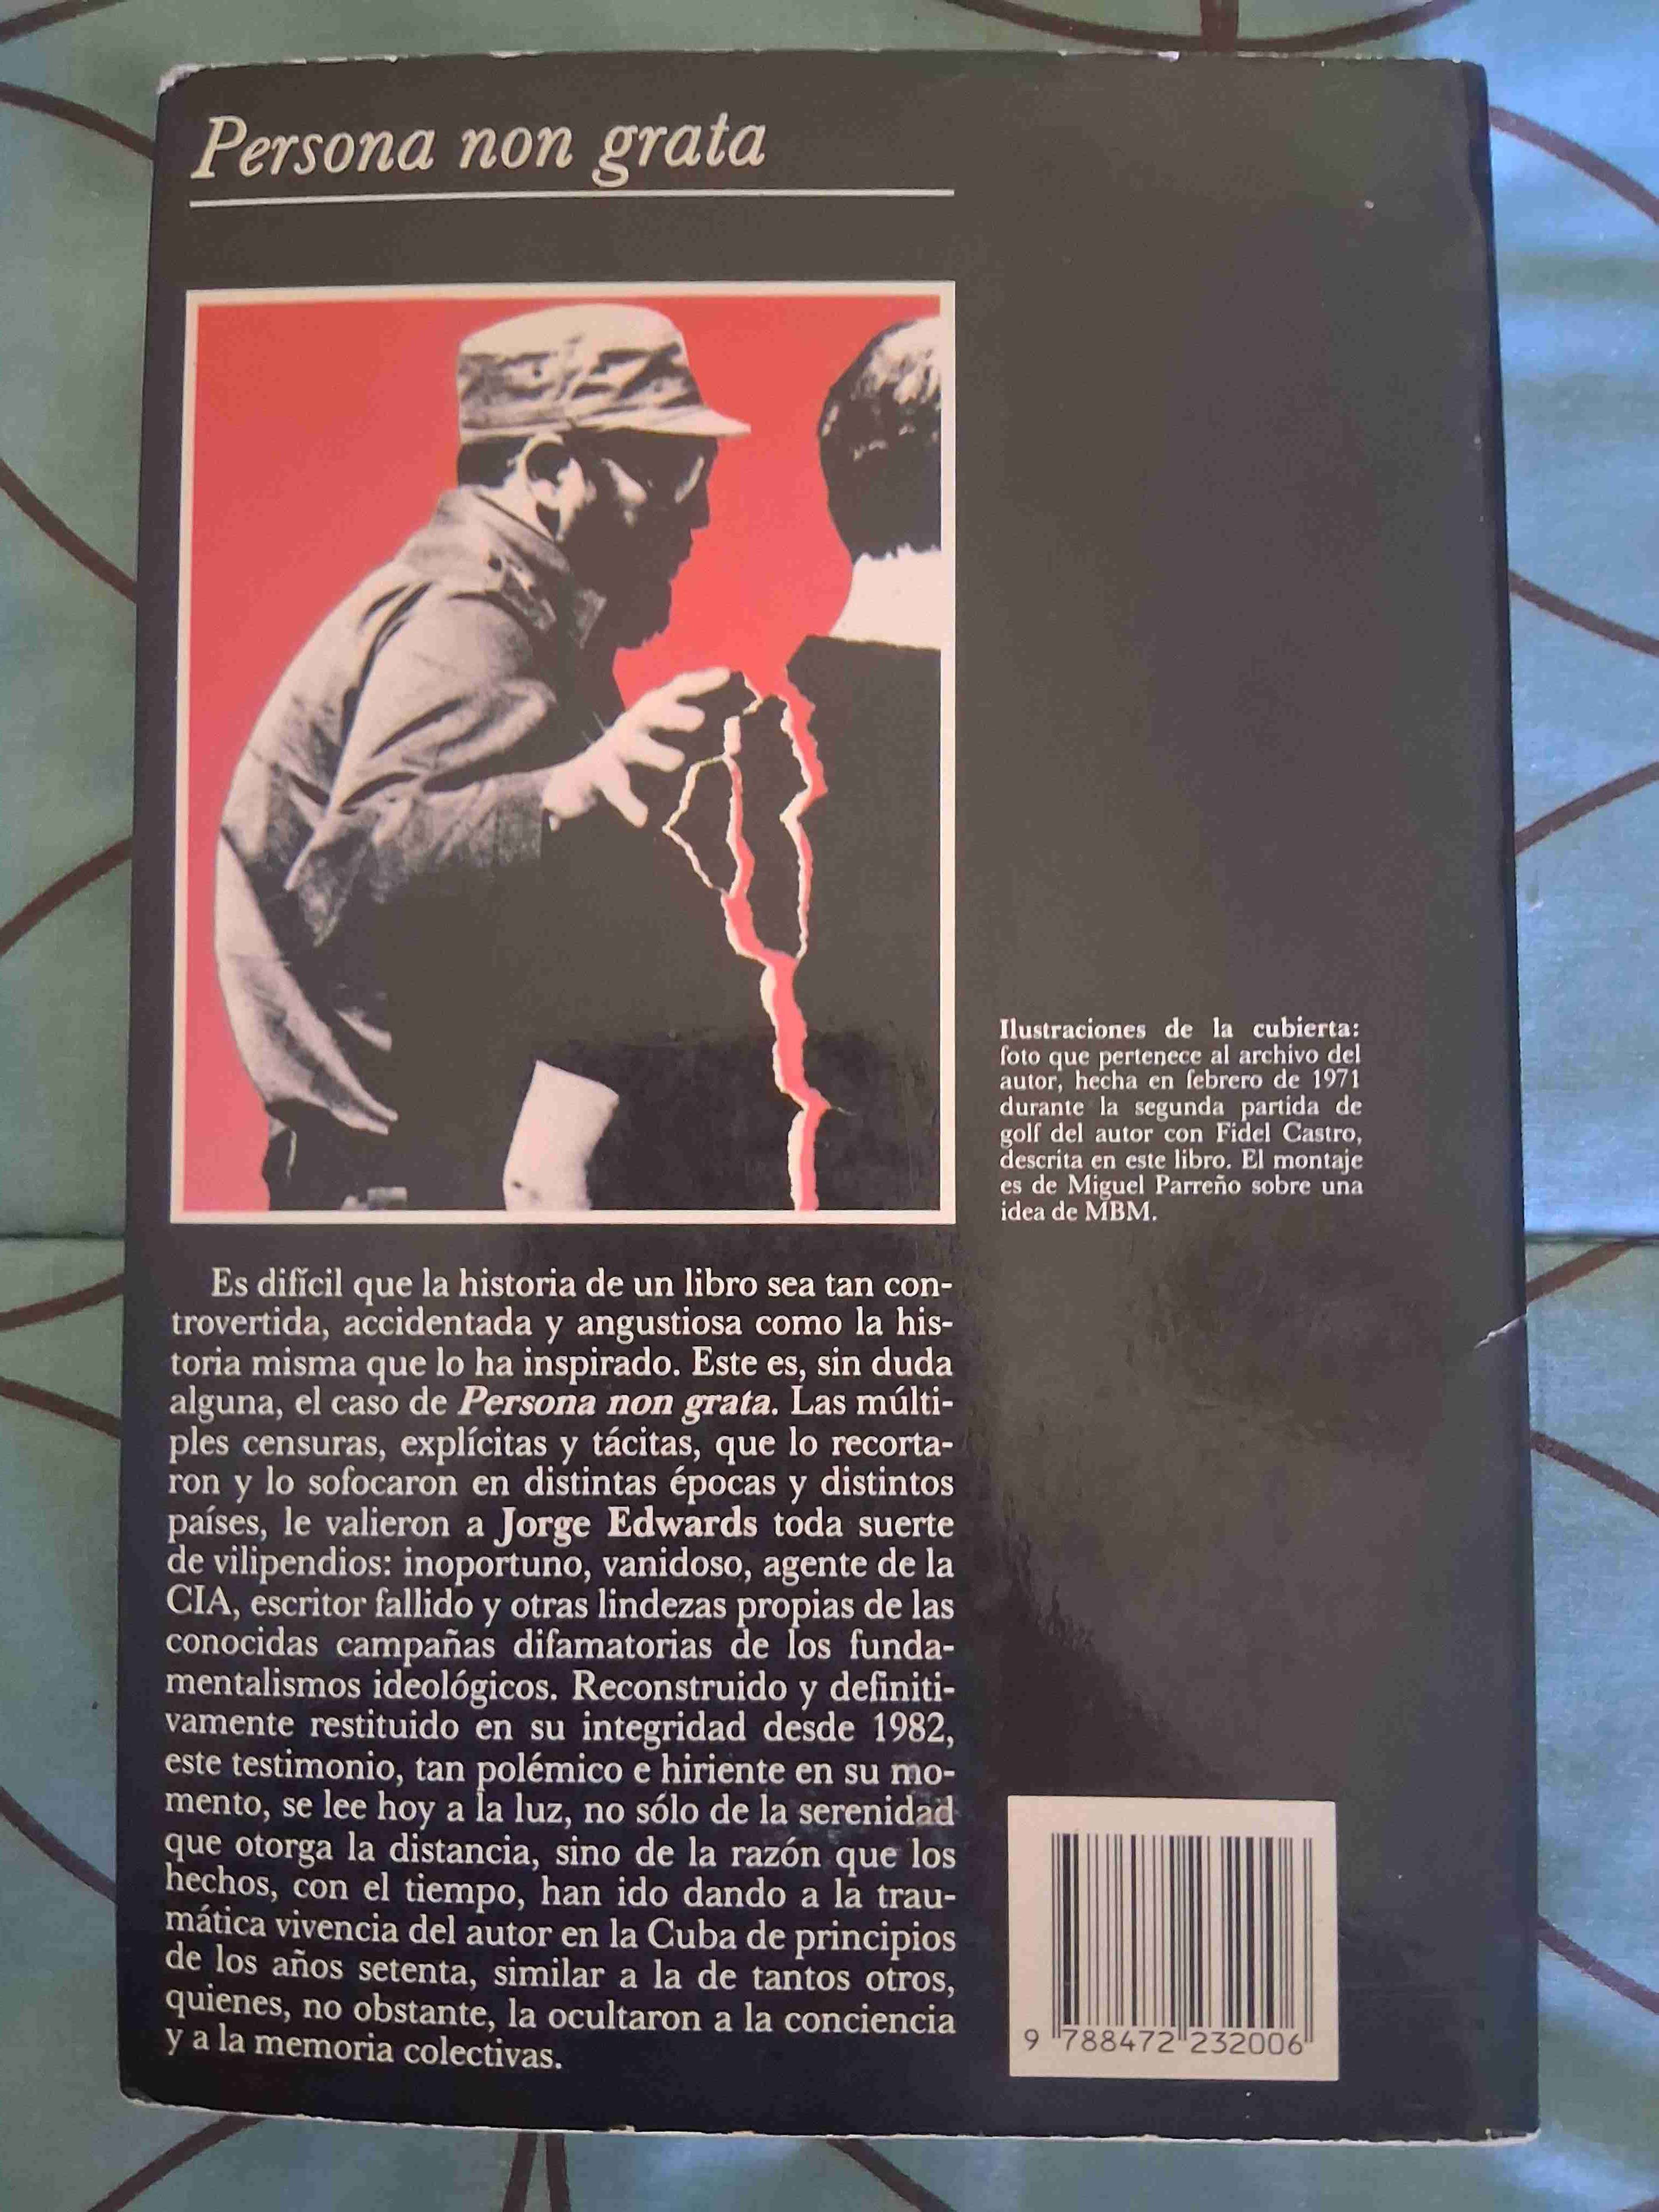 Persona non grata
Ilustraciones de la cubierta:
foto que pertenece al archivo del
autor, hecha en febrero de 1971
durante la segunda partida de
golf del autor con Fidel Castro,
descrita en este libro. El montaje
es de Miguel Parreño sobre una
idea de MBM.
Es difícil que la historia de un libro sea tan con-
trovertida, accidentada y angustiosa como la his-
toria misma que lo ha inspirado. Este es, sin duda
alguna, el caso de Persona non grata. Las múlti-
ples censuras, explícitas y tácitas, que lo recorta-
ron y lo sofocaron en distintas épocas y distintos
países, le valieron a Jorge Edwards toda suerte
de vilipendios: inoportuno, vanidoso, agente de la
CIA, escritor fallido y otras lindezas propias de las
conocidas campañas difamatorias de los funda-
mentalismos ideológicos. Reconstruido y definiti-
vamente restituido en su integridad desde 1982,
este testimonio, tan polémico e hiriente en su mo-
mento, se lee hoy a la luz, no sólo de la serenidad
que otorga la distancia, sino de la razón que los
hechos, con el tiempo, han ido dando a la trau-
mática vivencia del autor en la Cuba de principios
de los años setenta, similar a la de tantos otros,
quienes, no obstante, la ocultaron a la conciencia
y a la memoria colectivas.
9 788472 232006